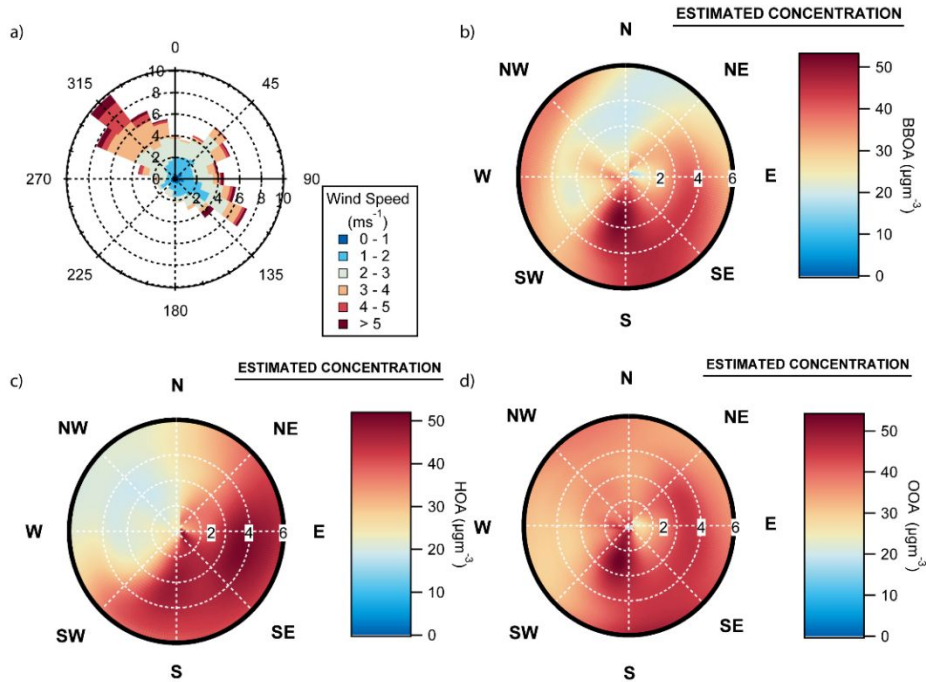 a)
0
45
90
135
180
225
270
315
10
8
6
4
2
0
2 4 6 8 10
Wind Speed
(ms-1)
0 - 1
1 - 2
2 - 3
3 - 4
4 - 5
> 5
b)
ESTIMATED CONCENTRATION
N
NE
E
SE
S
SW
W
NW
2 4 6
50
40
30
20
10
0
BBOA (µgm-3)
c)
ESTIMATED CONCENTRATION
N
NE
E
SE
S
SW
W
NW
2 4 6
50
40
30
20
10
0
HOA (µgm-3)
d)
ESTIMATED CONCENTRATION
N
NE
E
SE
S
SW
W
NW
2 4 6
50
40
30
20
10
0
OOA (µgm-3)